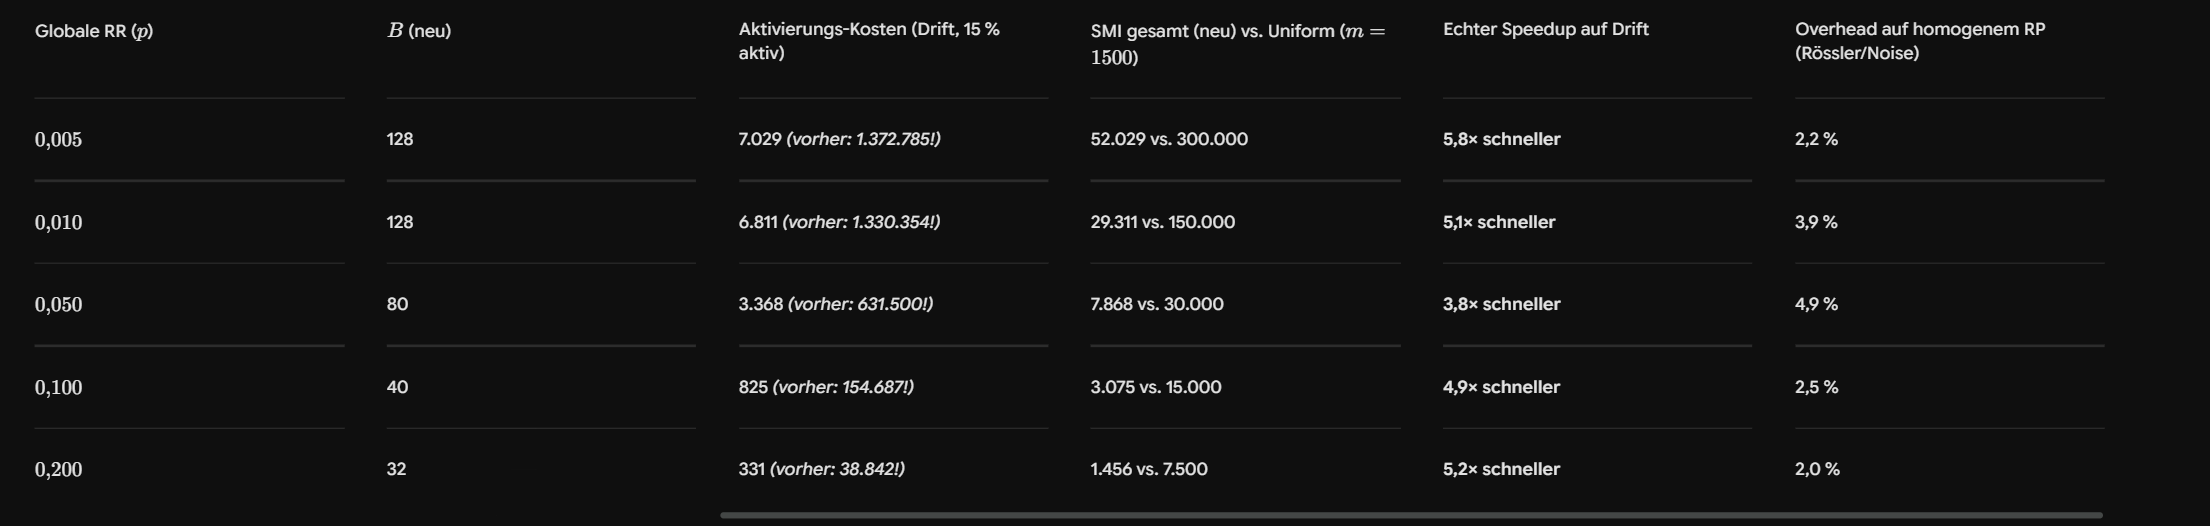 Globale RR (p)
B (neu)
Aktivierungs-Kosten (Drift, 15 %
aktiv)
SMI gesamt (neu) vs. Uniform (m =
1500)
Echter Speedup auf Drift
Overhead auf homogenem RP
(Rössler/Noise)
0,005
128
7.029 (vorher: 1.372.785!)
52.029 vs. 300.000
5,8× schneller
2,2 %
0,010
128
6.811 (vorher: 1.330.354!)
29.311 vs. 150.000
5,1× schneller
3,9 %
0,050
80
3.368 (vorher: 631.500!)
7.868 vs. 30.000
3,8× schneller
4,9 %
0,100
40
825 (vorher: 154.687!)
3.075 vs. 15.000
4,9× schneller
2,5 %
0,200
32
331 (vorher: 38.842!)
1.456 vs. 7.500
5,2× schneller
2,0 %